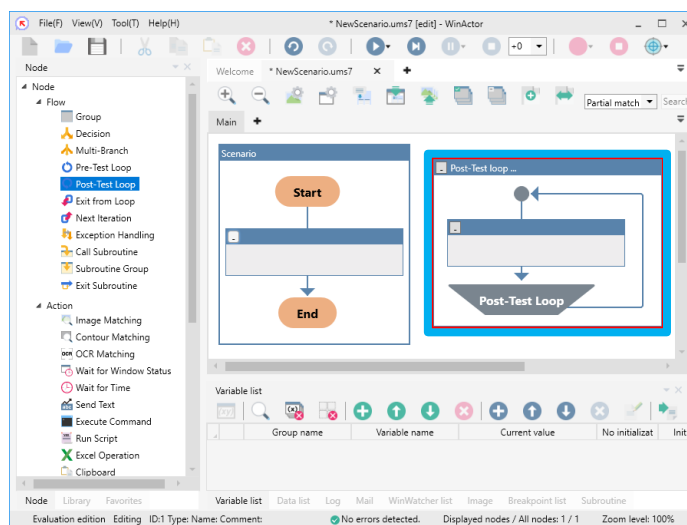 File(F) View(V) Tool(T) Help(H)
* NewScenario.ums7 [edit] - WinActor
+0
Node
Welcome
* NewScenario.ums7
Node
Flow
Group
Decision
Multi-Branch
Pre-Test Loop
Post-Test Loop
Exit from Loop
Next Iteration
Exception Handling
Call Subroutine
Subroutine Group
Exit Subroutine
Action
Image Matching
Contour Matching
OCR Matching
Wait for Window Status
Wait for Time
Send Text
Execute Command
Run Script
Excel Operation
Clipboard
Partial match
Searc
Main
Scenario
Start
End
Post-Test loop ...
Post-Test Loop
Variable list
Group name
Variable name
Current value
No initializat
Init
Node Library Favorites
Variable list Data list Log Mail WinWatcher list Image Breakpoint list Subroutine
Evaluation edition Editing ID:1 Type: Name: Comment:
No errors detected.
Displayed nodes / All nodes: 1 / 1
Zoom level: 100%